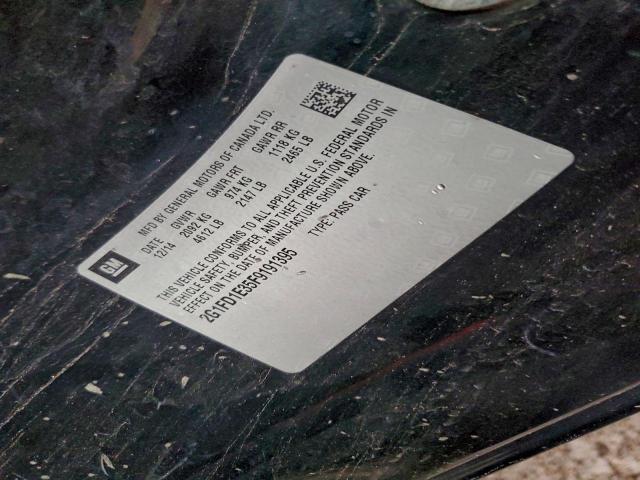 GM
MFD BY GENERAL MOTORS OF CANADA LTD.
DATE GVWR GAWR FRT GAWR RR
12/14 2092 KG 974 KG 1118 KG
4612 LB 2147 LB 2465 LB
THIS VEHICLE CONFORMS TO ALL APPLICABLE U.S. FEDERAL MOTOR
VEHICLE SAFETY, BUMPER, AND THEFT PREVENTION STANDARDS IN
EFFECT ON THE DATE OF MANUFACTURE SHOWN ABOVE.
2G1FD1E35F9191395 TYPE: PASS CAR